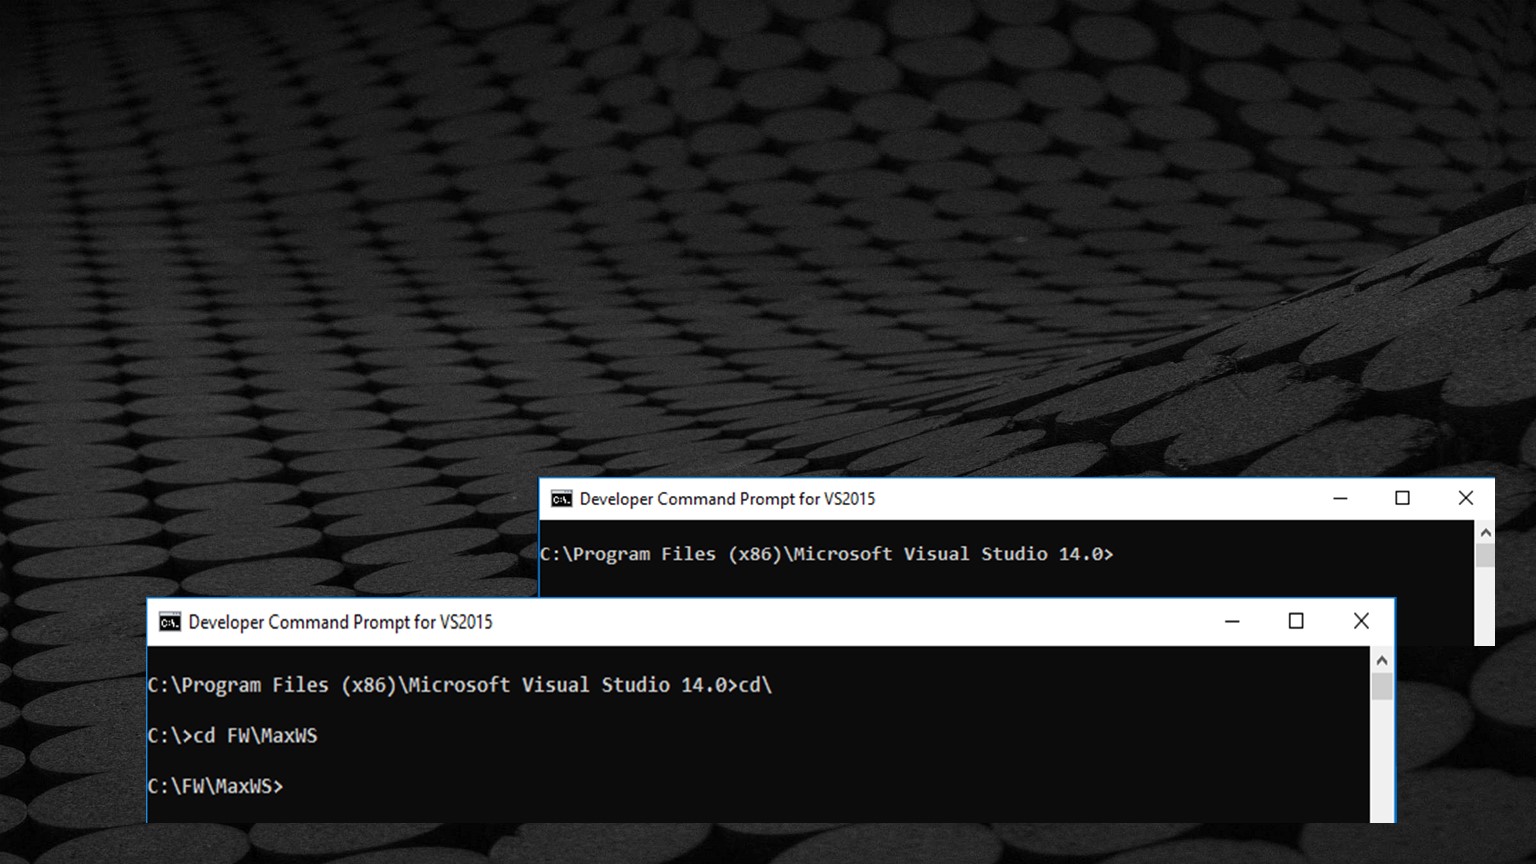 Developer Command Prompt for VS2015
C:\Program Files (x86)\Microsoft Visual Studio 14.0>
Developer Command Prompt for VS2015
C:\Program Files (x86)\Microsoft Visual Studio 14.0>cd\
C:\>cd FW\MaxWS
C:\FW\MaxWS>